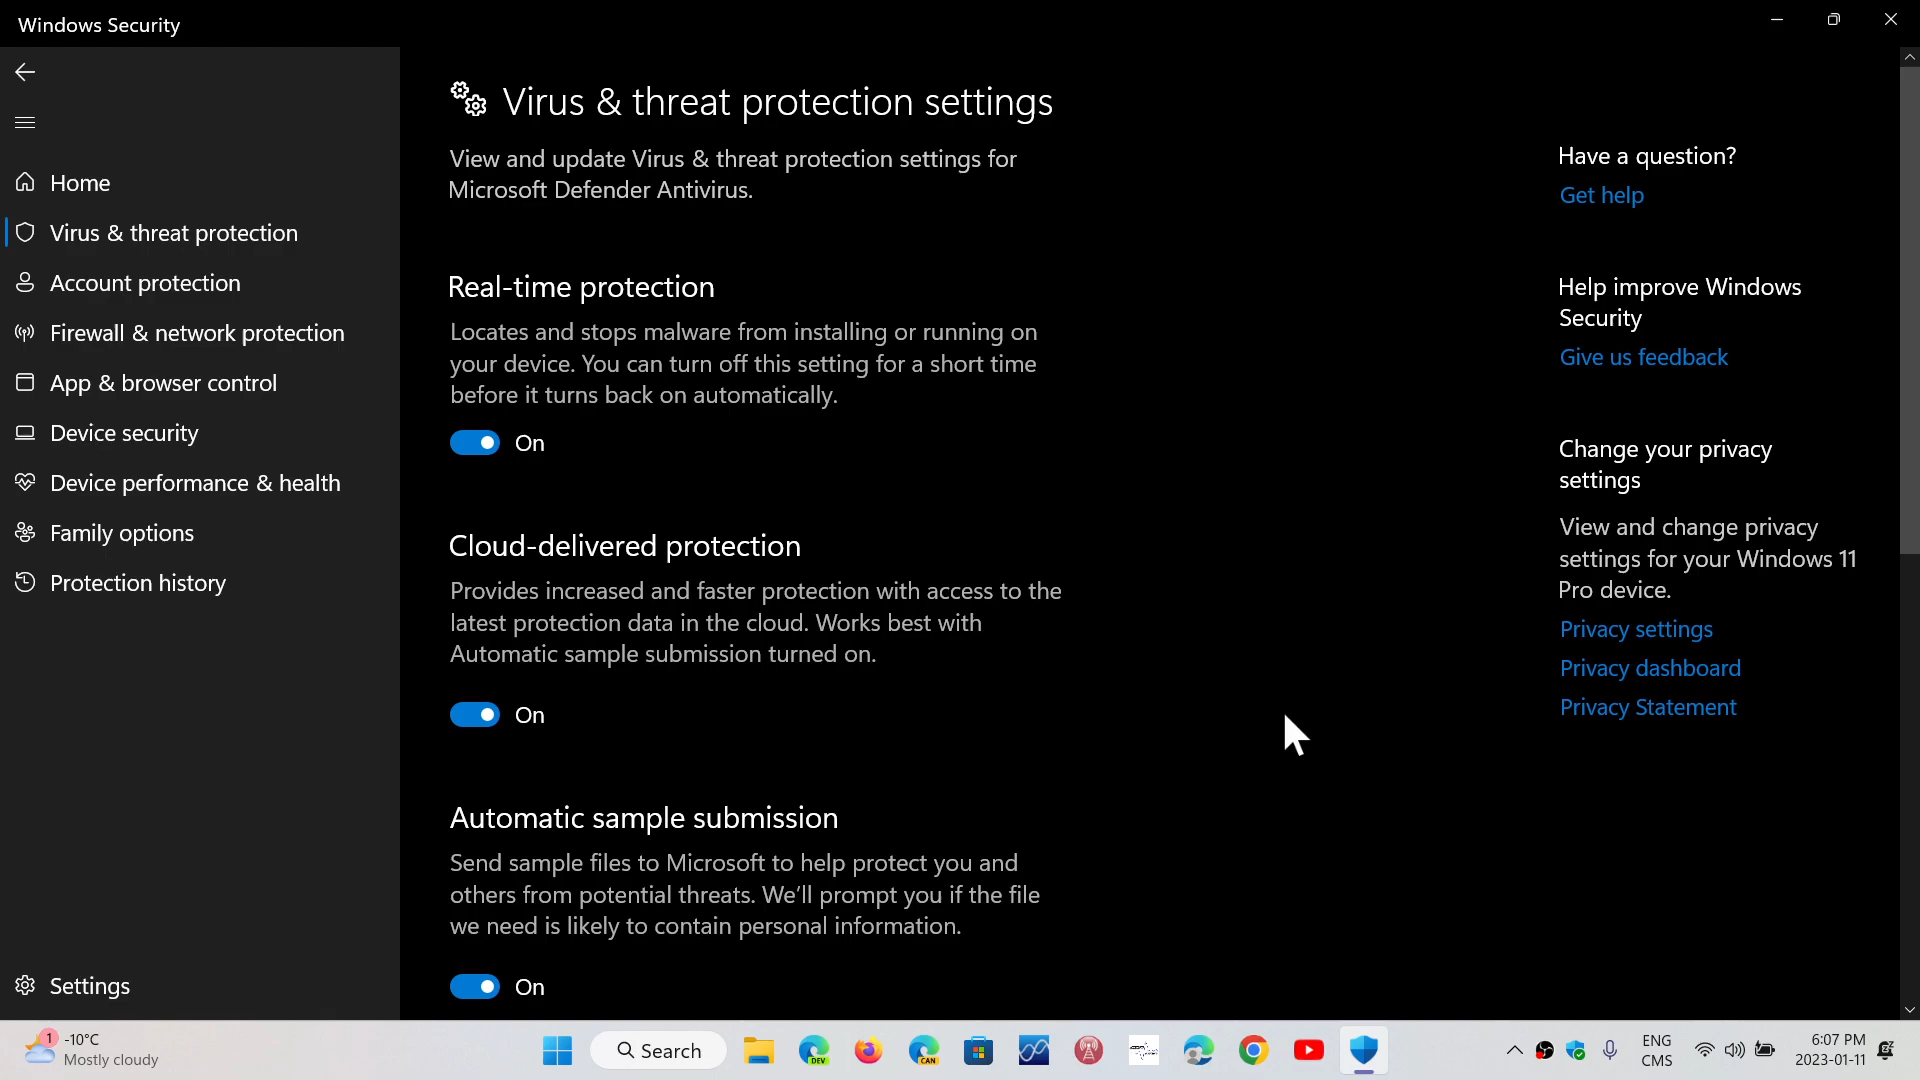 Windows Security
Home
Virus & threat protection
Account protection
Firewall & network protection
App & browser control
Device security
Device performance & health
Family options
Protection history
Settings
Virus & threat protection settings
View and update Virus & threat protection settings for
Microsoft Defender Antivirus.
Real-time protection
Locates and stops malware from installing or running on
your device. You can turn off this setting for a short time
before it turns back on automatically.
On
Cloud-delivered protection
Provides increased and faster protection with access to the
latest protection data in the cloud. Works best with
Automatic sample submission turned on.
On
Automatic sample submission
Send sample files to Microsoft to help protect you and
others from potential threats. We'll prompt you if the file
we need is likely to contain personal information.
On
Have a question?
Get help
Help improve Windows
Security
Give us feedback
Change your privacy
settings
View and change privacy
settings for your Windows 11
Pro device.
Privacy settings
Privacy dashboard
Privacy Statement
1
-10°C
Mostly cloudy
Search
DEV
CAN
ENG
CMS
6:07 PM
2023-01-11